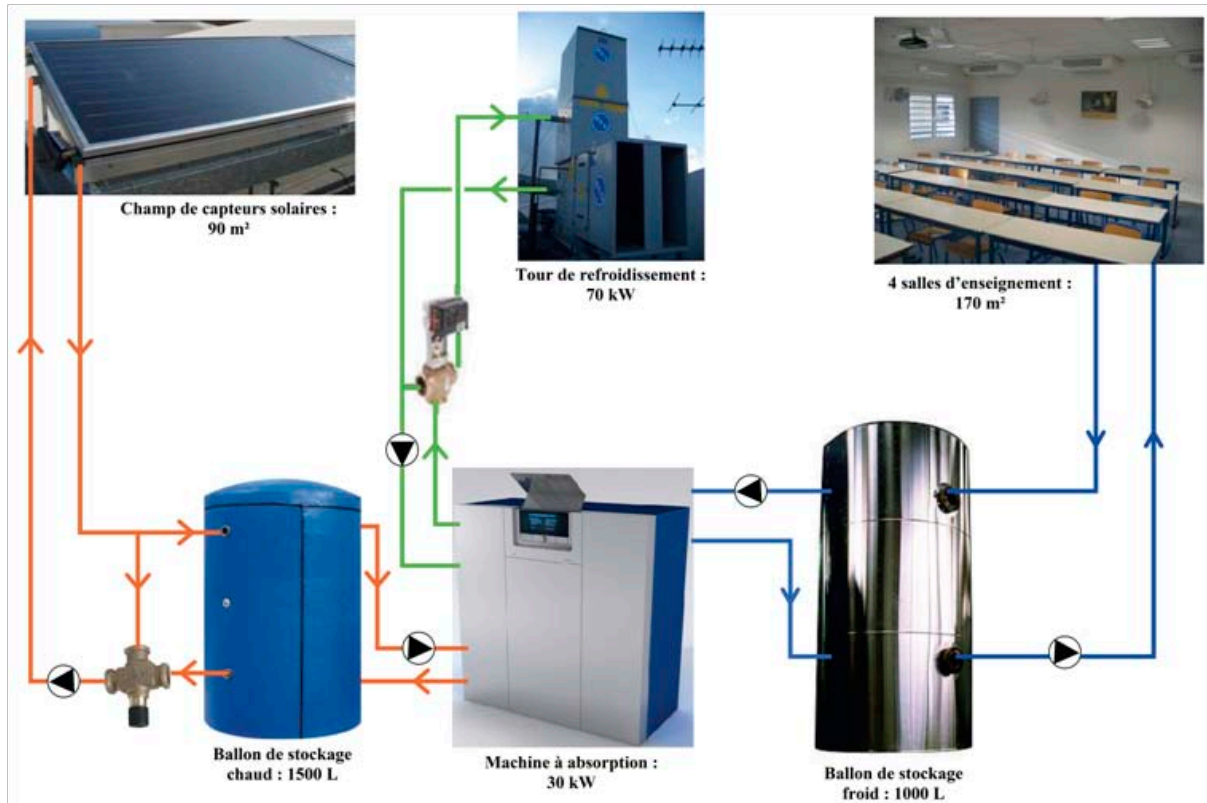 Champ de capteurs solaires :
90 m²
Tour de refroidissement :
70 kW
4 salles d'enseignement :
170 m²
Ballon de stockage
chaud : 1500 L
Machine à absorption :
30 kW
Ballon de stockage
froid : 1000 L